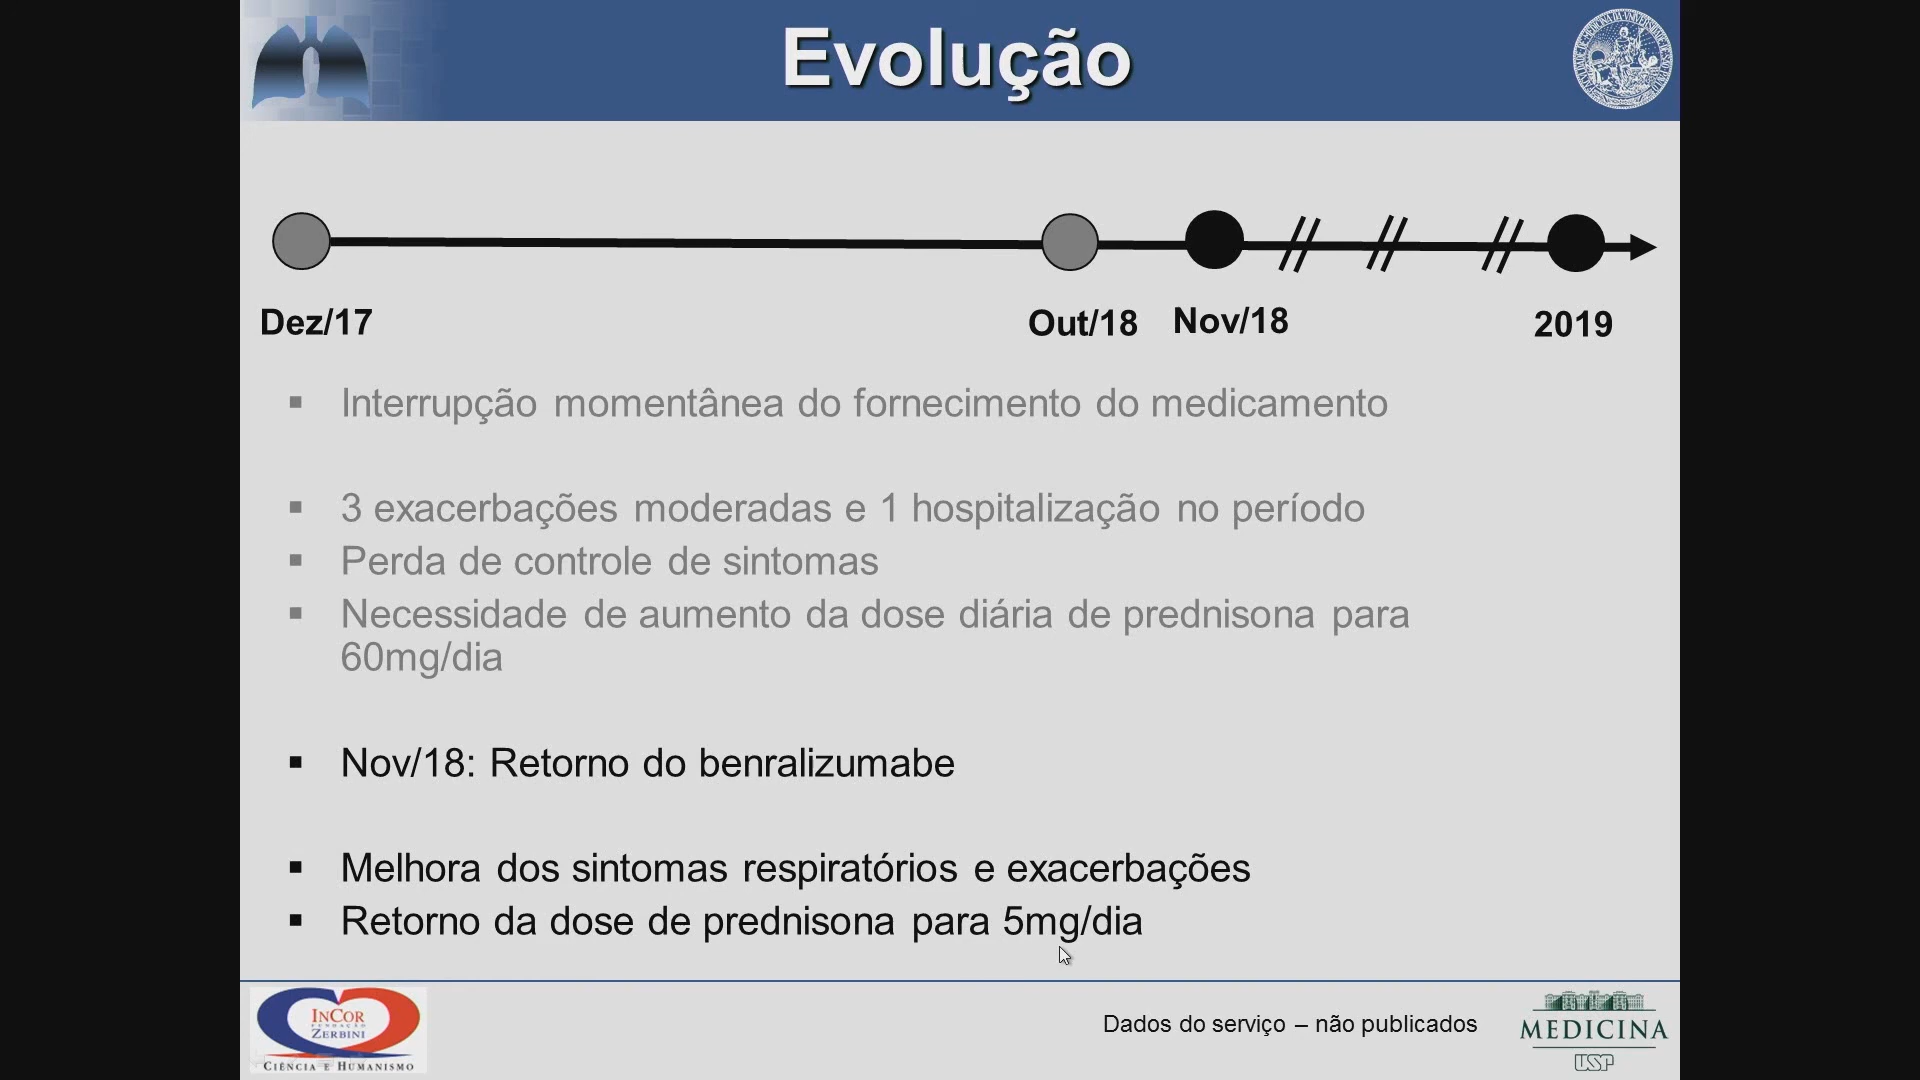 Evolução
Dez/17
Out/18
Nov/18
2019
▪ Interrupção momentânea do fornecimento do medicamento
▪ 3 exacerbações moderadas e 1 hospitalização no período
▪ Perda de controle de sintomas
▪ Necessidade de aumento da dose diária de prednisona para
60mg/dia
▪ Nov/18: Retorno do benralizumabe
▪ Melhora dos sintomas respiratórios e exacerbações
▪ Retorno da dose de prednisona para 5mg/dia
INCOR
FUNDAÇÃO
ZERBINI
CIÊNCIA E HUMANISMO
Dados do serviço – não publicados
MEDICINA
USP